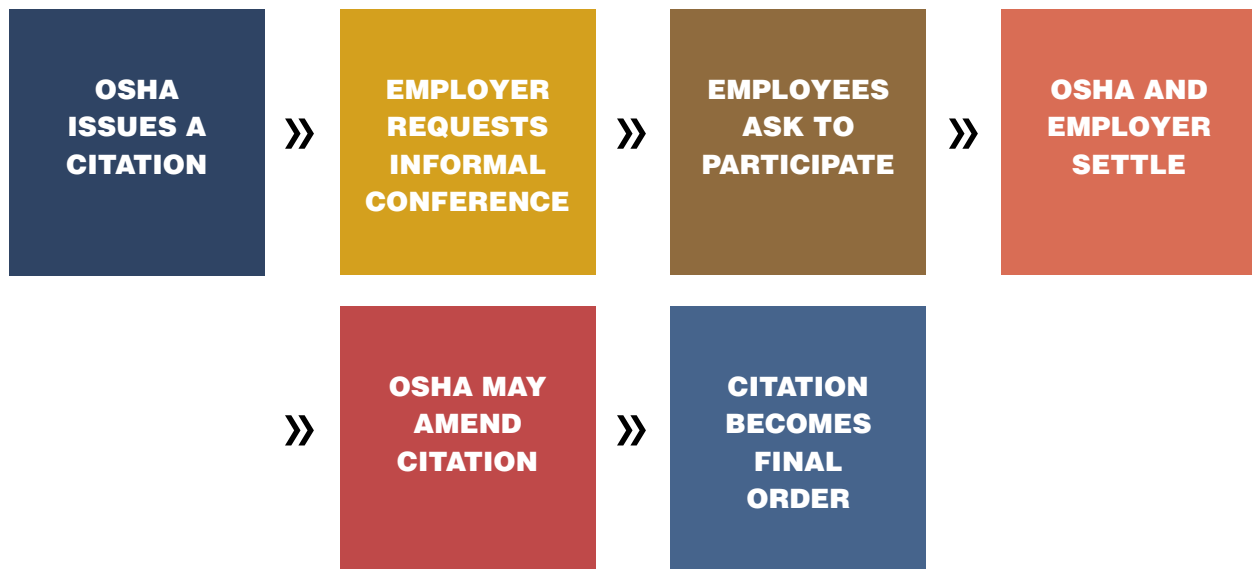 OSHA
ISSUES A
CITATION
»
EMPLOYER
REQUESTS
INFORMAL
CONFERENCE
»
EMPLOYEES
ASK TO
PARTICIPATE
»
OSHA AND
EMPLOYER
SETTLE
»
OSHA MAY
AMEND
CITATION
»
CITATION
BECOMES
FINAL
ORDER